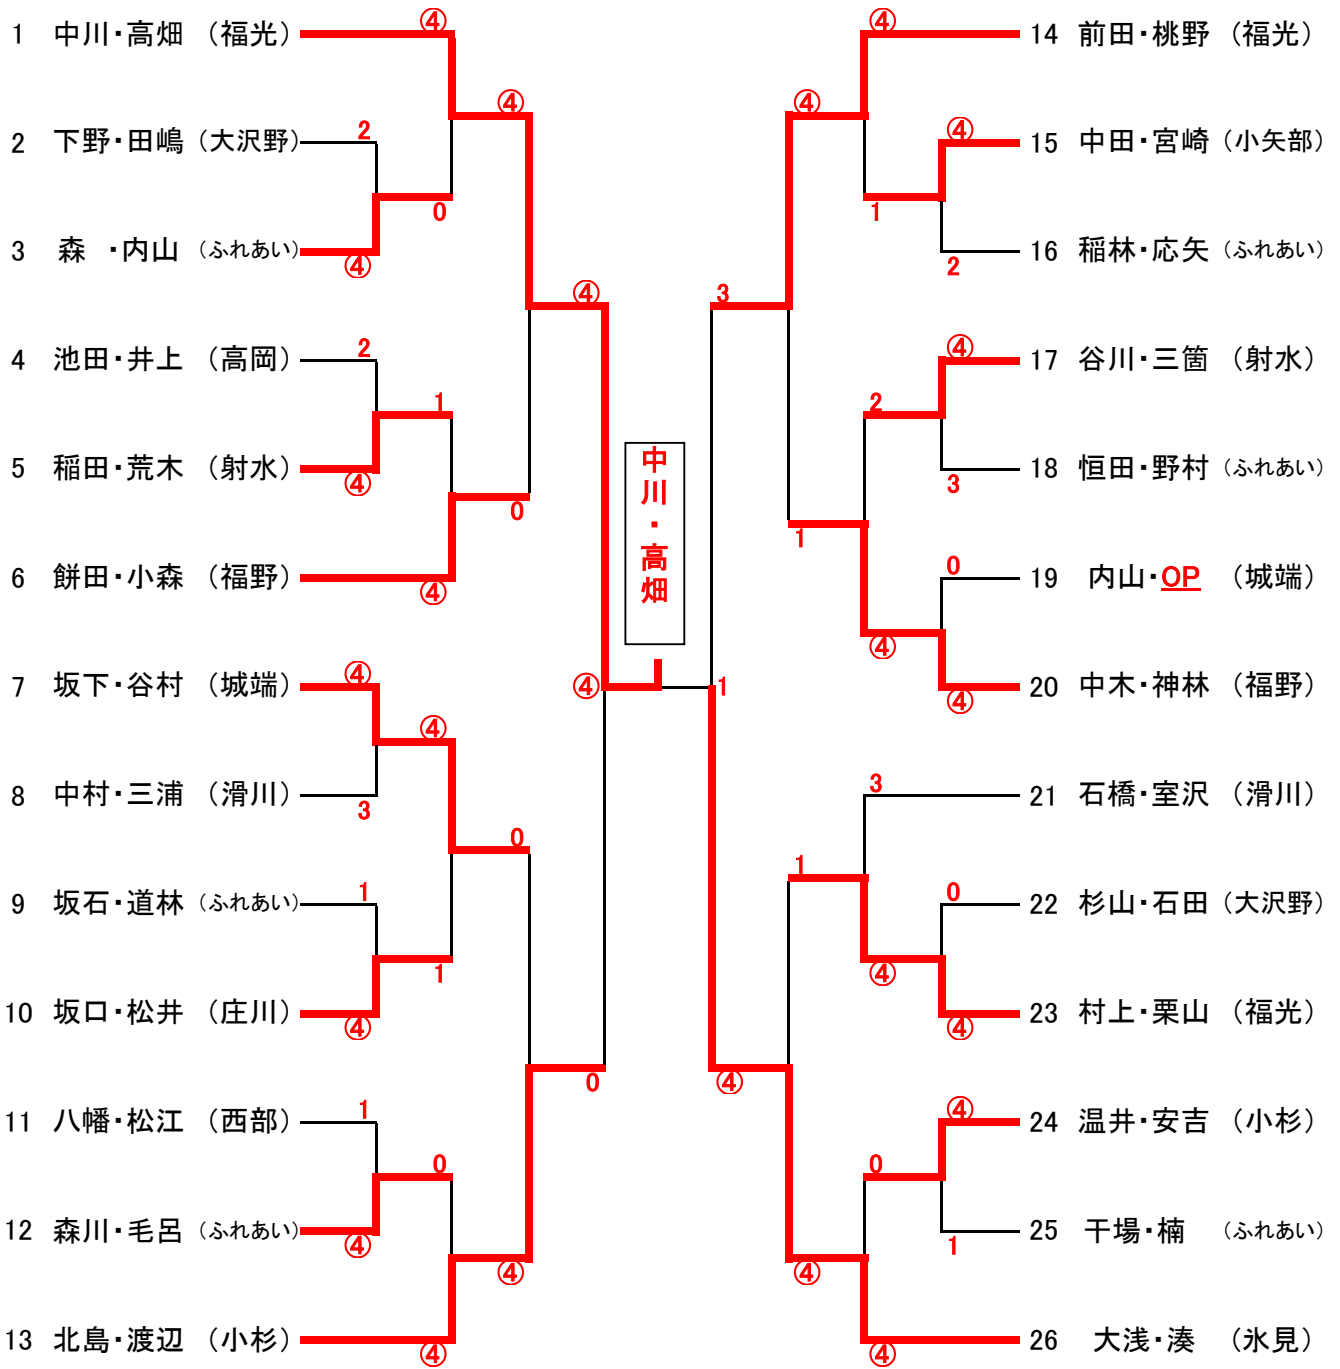 1 中川・高畑 （福光）
④
2 下野・田嶋 （大沢野）
2
④
0
3 森 ・内山 （ふれあい）
④
4 池田・井上 （高岡）
2
④
1
5 稲田・荒木 （射水）
④
0
6 餅田・小森 （福野）
④
7 坂下・谷村 （城端）
④
④
8 中村・三浦 （滑川）
3
0
9 坂石・道林 （ふれあい）
1
1
10 坂口・松井 （庄川）
④
11 八幡・松江 （西部）
1
0
0
12 森川・毛呂 （ふれあい）
④
④
13 北島・渡辺 （小杉）
④
中川・高畑
④
1
④
14 前田・桃野 （福光）
④
④
15 中田・宮崎 （小矢部）
1
16 稲林・応矢 （ふれあい）
2
3
④
17 谷川・三箇 （射水）
2
18 恒田・野村 （ふれあい）
3
1
0
19 内山・OP （城端）
④
20 中木・神林 （福野）
④
3
21 石橋・室沢 （滑川）
1
0
22 杉山・石田 （大沢野）
④
23 村上・栗山 （福光）
④
④
④
24 温井・安吉 （小杉）
0
25 干場・楠 （ふれあい）
1
④
26 大浅・湊 （氷見）
④